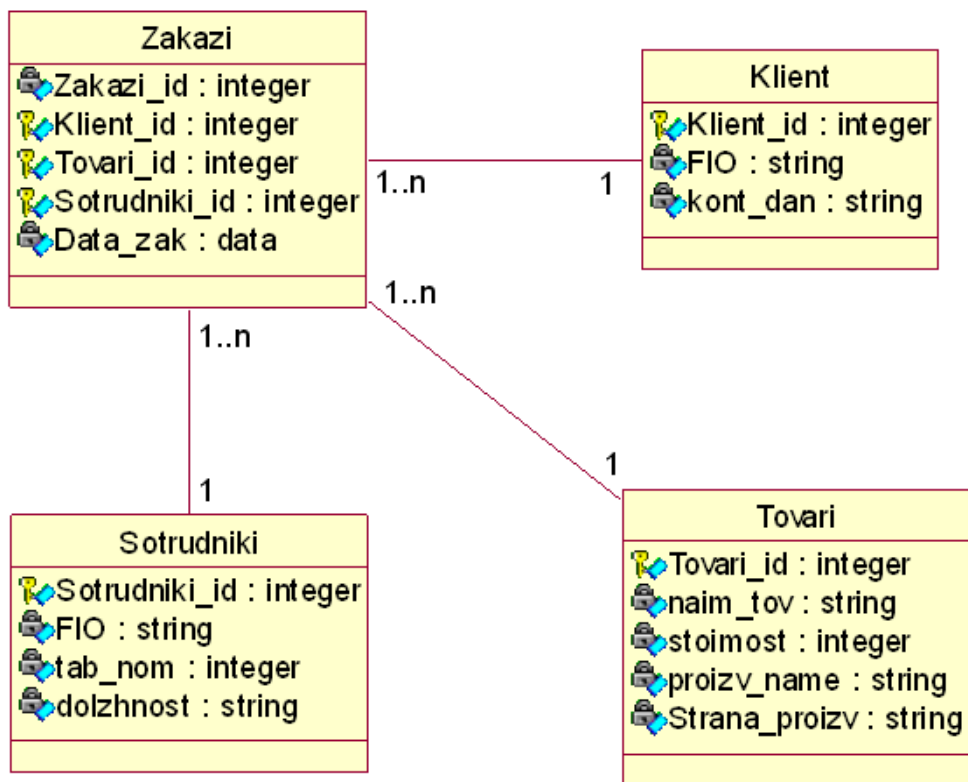 Zakazi
Zakazi_id : integer
Klient_id : integer
Tovari_id : integer
Sotrudniki_id : integer
Data_zak : data
Klient
Klient_id : integer
FIO : string
kont_dan : string
1..n
1
1..n
1..n
1
1
Sotrudniki
Sotrudniki_id : integer
FIO : string
tab_nom : integer
dolzhnost : string
Tovari
Tovari_id : integer
naim_tov : string
stoimost : integer
proizv_name : string
Strana_proizv : string